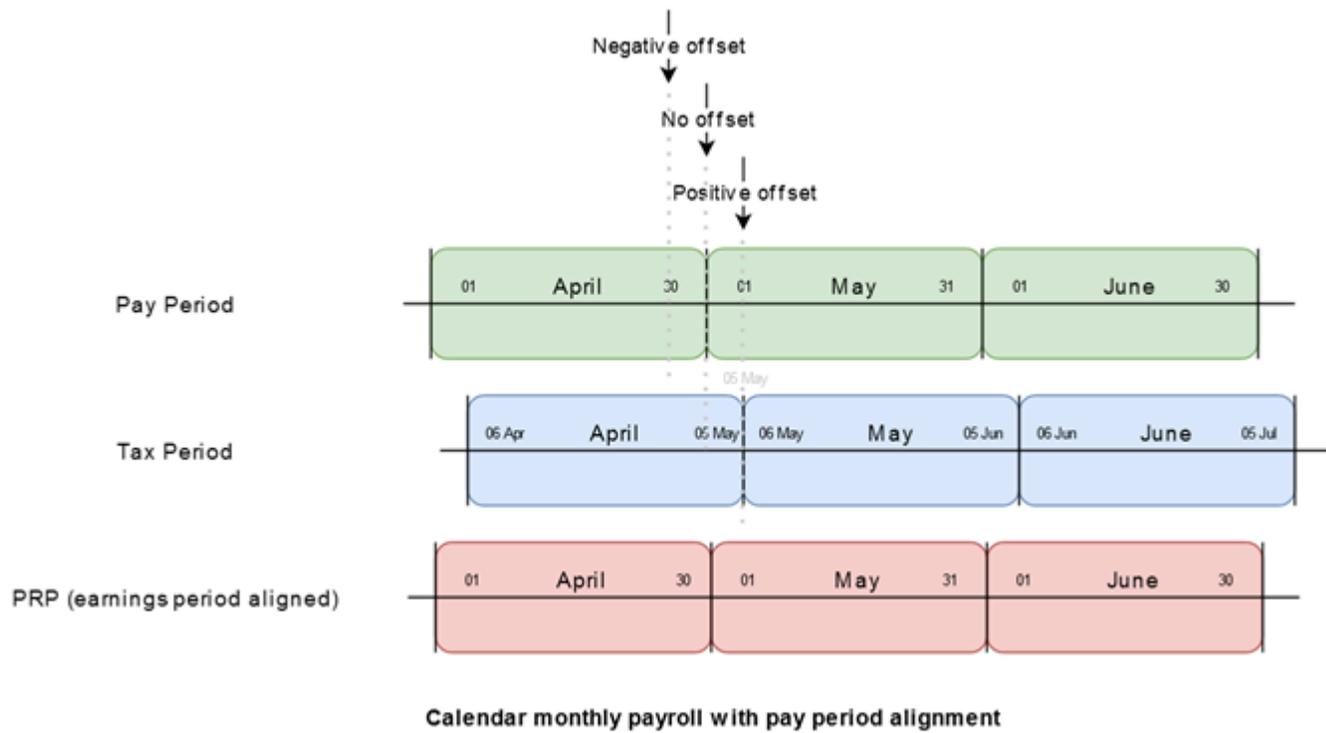 Negative offset
No offset
Positive offset
Pay Period
01 April 30 01 May 31 01 June 30
05 May
Tax Period
06 Apr April 05 May 06 May May 05 Jun 06 Jun June 05 Jul
PRP (earnings period aligned)
01 April 30 01 May 31 01 June 30
Calendar monthly payroll with pay period alignment